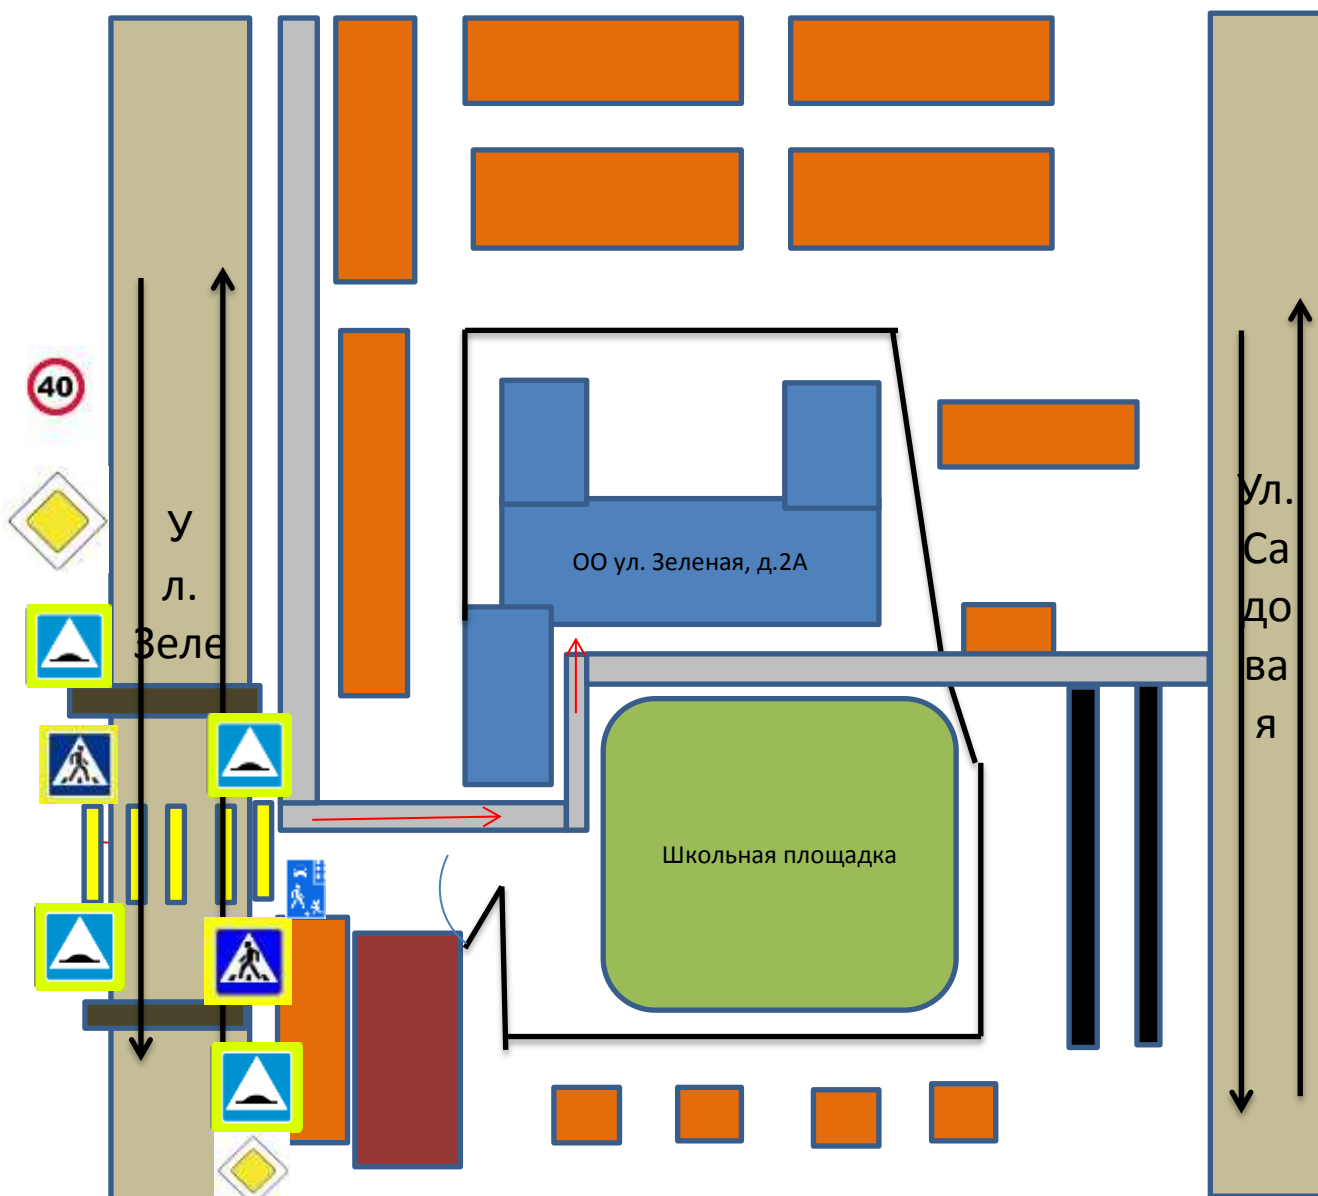 40
У
л.
Зеле
ОО ул. Зеленая, д.2А
Ул.
Са
до
ва
я
Школьная площадка